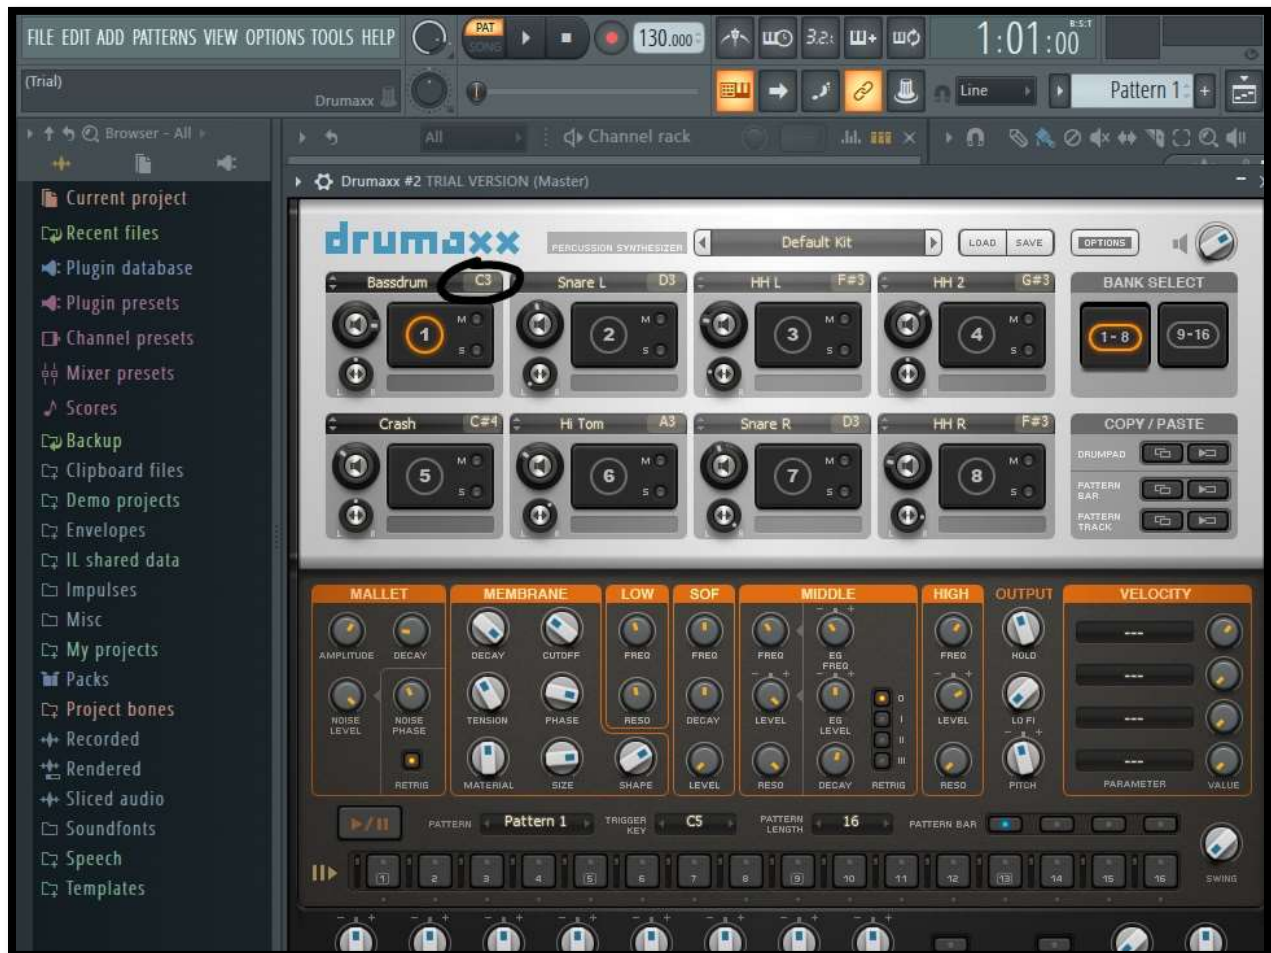 FILE EDIT ADD PATTERNS VIEW OPTIONS TOOLS HELP
PAT
SONG
130.000
3.2.1
B:S:T
1:01:00
(Trial)
Drumaxx
Line
Pattern 1
+
Browser - All
All
Channel rack
Current project
Recent files
Plugin database
Plugin presets
Channel presets
Mixer presets
Scores
Backup
Clipboard files
Demo projects
Envelopes
IL shared data
Impulses
Misc
My projects
Packs
Project bones
Recorded
Rendered
Sliced audio
Soundfonts
Speech
Templates
Drumaxx #2 TRIAL VERSION (Master)
drumaxx
PERCUSSION SYNTHESIZER
Default Kit
LOAD SAVE
OPTIONS
Bassdrum C3 Snare L D3 HH L F#3 HH 2 G#3
BANK SELECT
1 M S L R
2 M S L R
3 M S L R
4 M S L R
1-8 9-16
Crash C#4 Hi Tom A3 Snare R D3 HH R F#3
COPY / PASTE
5 M S L R
6 M S L R
7 M S L R
8 M S L R
DRUMPAD
PATTERN BAR
PATTERN TRACK
MALLET MEMBRANE LOW SOF MIDDLE HIGH OUTPUT VELOCITY
AMPLITUDE DECAY DECAY CUTOFF FREQ FREQ FREQ EG FREQ FREQ HOLD ---
---
NOISE LEVEL NOISE PHASE TENSION PHASE RESO DECAY LEVEL EG LEVEL 0 I II III LEVEL LO FI ---
---
RETRIG MATERIAL SIZE SHAPE LEVEL RESO DECAY RETRIG RESO PITCH PARAMETER VALUE
PATTERN Pattern 1 TRIGGER KEY C5 PATTERN LENGTH 16 PATTERN BAR
1 2 3 4 5 6 7 8 9 10 11 12 13 14 15 16 SWING